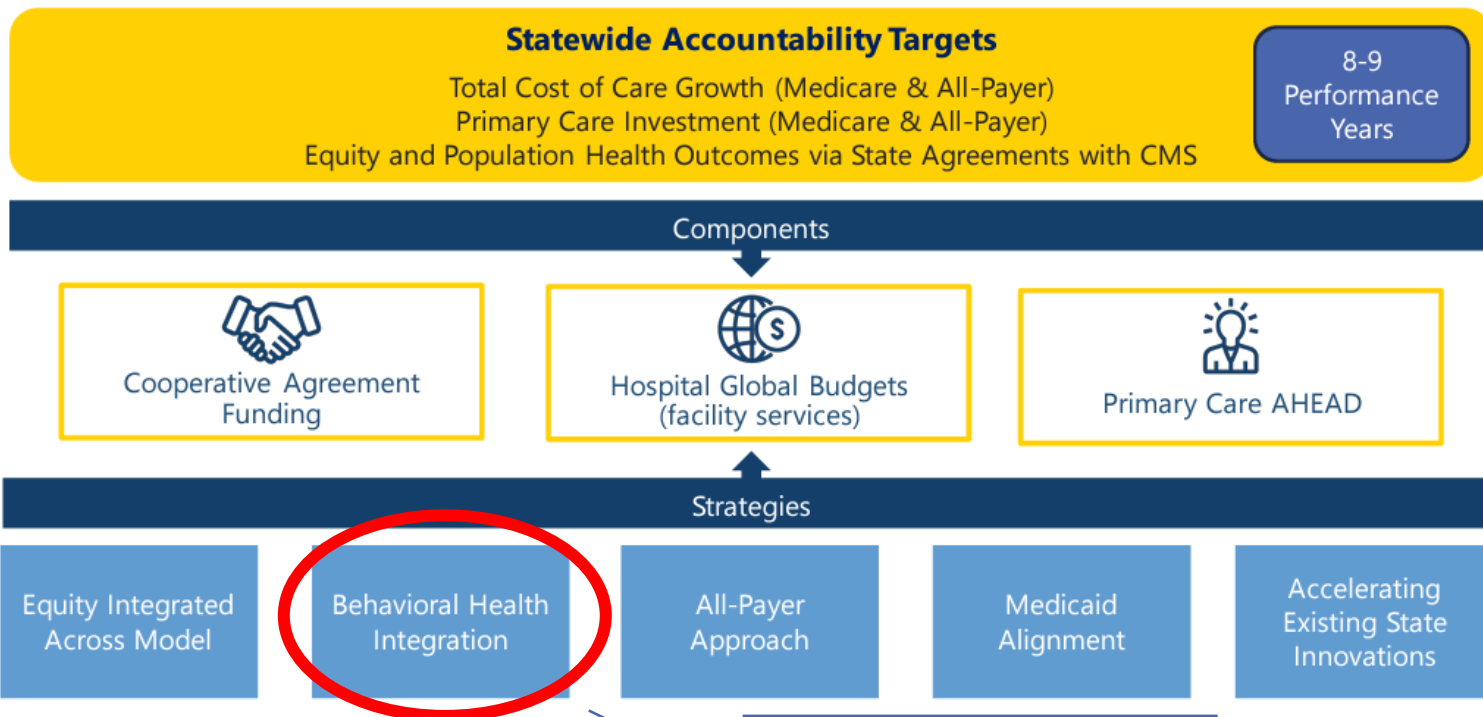 Statewide Accountability Targets
Total Cost of Care Growth (Medicare & All-Payer)
Primary Care Investment (Medicare & All-Payer)
Equity and Population Health Outcomes via State Agreements with CMS
8-9
Performance
Years
Components
Cooperative Agreement
Funding
$
Hospital Global Budgets
(facility services)
Primary Care AHEAD
Strategies
Equity Integrated
Across Model
Behavioral Health
Integration
All-Payer
Approach
Medicaid
Alignment
Accelerating
Existing State
Innovations